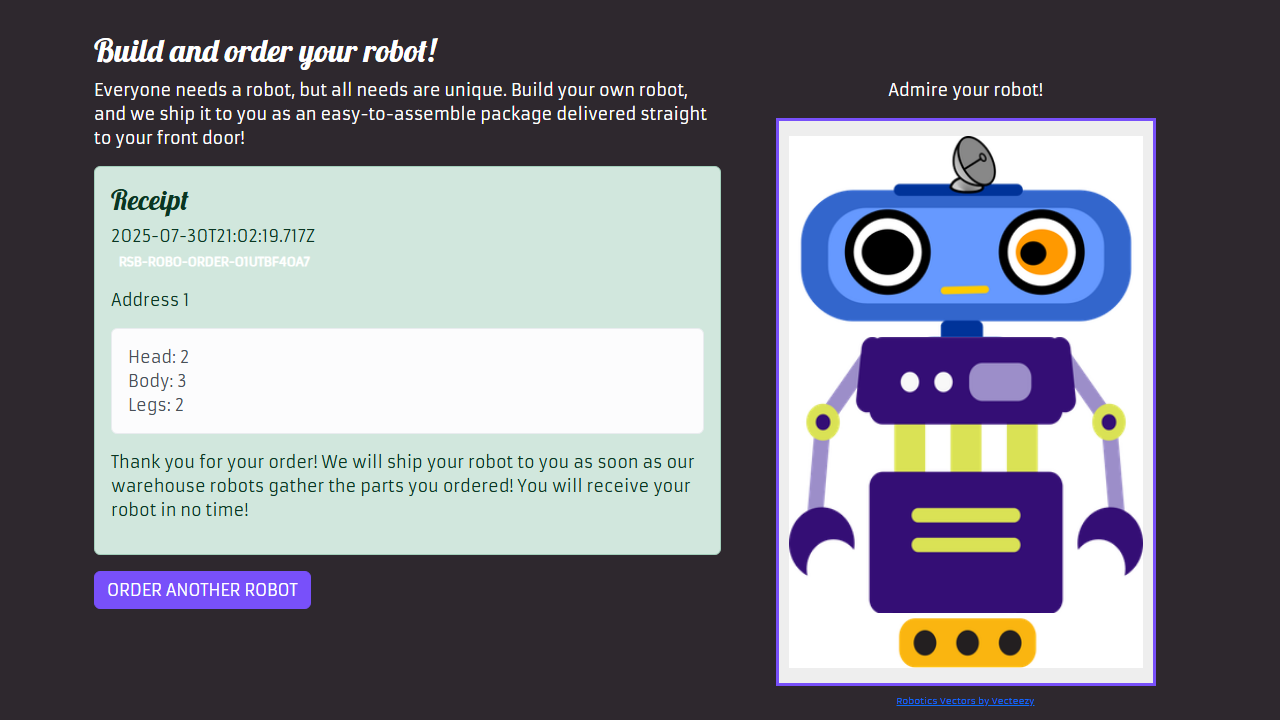 Build and order your robot!
Everyone needs a robot, but all needs are unique. Build your own robot,
and we ship it to you as an easy-to-assemble package delivered straight
to your front door!
Receipt
2025-07-30T21:02:19.717Z
RSB-ROBO-ORDER-O1UTBF4OA7
Address 1
Head: 2
Body: 3
Legs: 2
Thank you for your order! We will ship your robot to you as soon as our
warehouse robots gather the parts you ordered! You will receive your
robot in no time!
ORDER ANOTHER ROBOT
Admire your robot!
Robotics Vectors by Vecteezy